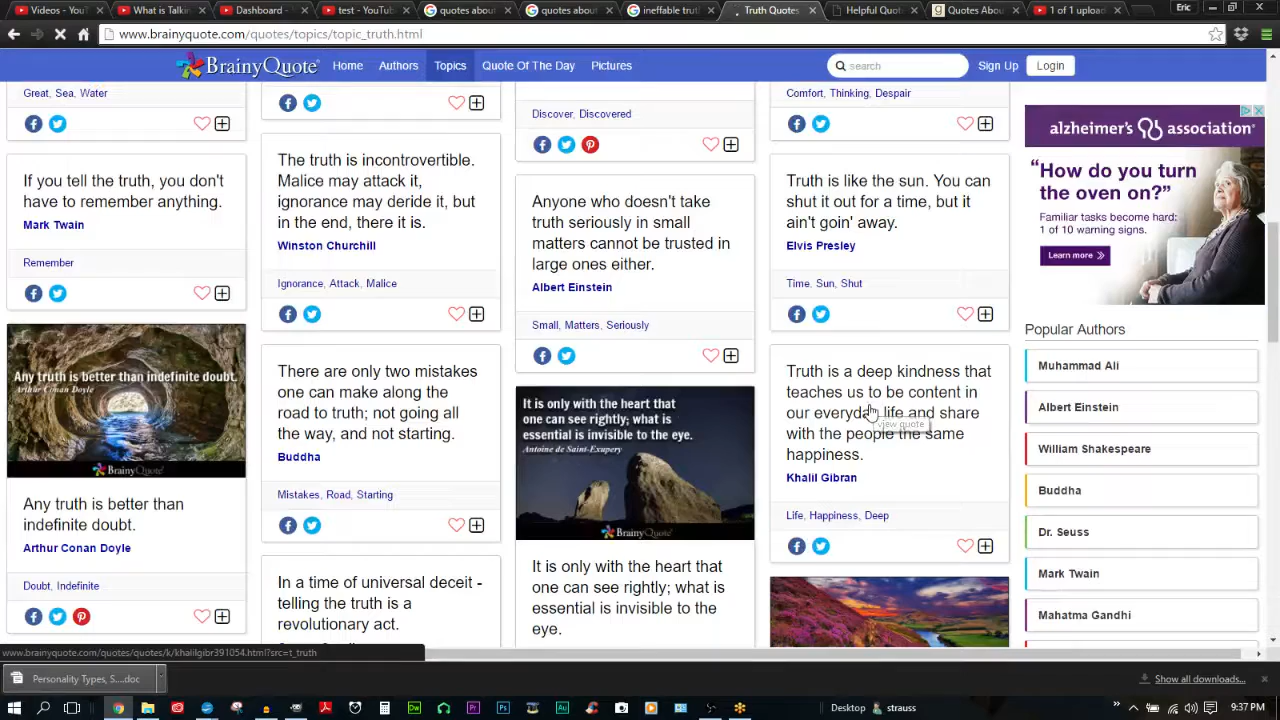 Videos - YouT
What is Talki
Dashboard -
test - YouTub
quotes about
quotes about
ineffable trut
Truth Quotes
Helpful Quot
Quotes Abou
1 of 1 upload
Eric
www.brainyquote.com/quotes/topics/topic_truth.html
BrainyQuote
Home
Authors
Topics
Quote Of The Day
Pictures
search
Sign Up
Login
Great, Sea, Water
If you tell the truth, you don't
have to remember anything.
Mark Twain
Remember
Any truth is better than indefinite doubt.
Arthur Conan Doyle
BrainyQuote
Any truth is better than
indefinite doubt.
Arthur Conan Doyle
Doubt, Indefinite
The truth is incontrovertible.
Malice may attack it,
ignorance may deride it, but
in the end, there it is.
Winston Churchill
Ignorance, Attack, Malice
There are only two mistakes
one can make along the
road to truth; not going all
the way, and not starting.
Buddha
Mistakes, Road, Starting
In a time of universal deceit -
telling the truth is a
revolutionary act.
Discover, Discovered
Anyone who doesn't take
truth seriously in small
matters cannot be trusted in
large ones either.
Albert Einstein
Small, Matters, Seriously
It is only with the heart that
one can see rightly; what is
essential is invisible to the eye.
Antoine de Saint-Exupery
BrainyQuote
It is only with the heart that
one can see rightly; what is
essential is invisible to the
eye.
Comfort, Thinking, Despair
Truth is like the sun. You can
shut it out for a time, but it
ain't goin' away.
Elvis Presley
Time, Sun, Shut
Truth is a deep kindness that
teaches us to be content in
our everyday life and share
with the people the same
happiness.
view quote
Khalil Gibran
Life, Happiness, Deep
alzheimer's association
"How do you turn
the oven on?"
Familiar tasks become hard:
1 of 10 warning signs.
Learn more
Popular Authors
Muhammad Ali
Albert Einstein
William Shakespeare
Buddha
Dr. Seuss
Mark Twain
Mahatma Gandhi
www.brainyquote.com/quotes/quotes/k/khalilgibr391054.html?src=t_truth
Personality Types, S....doc
Show all downloads...
Desktop
strauss
9:37 PM